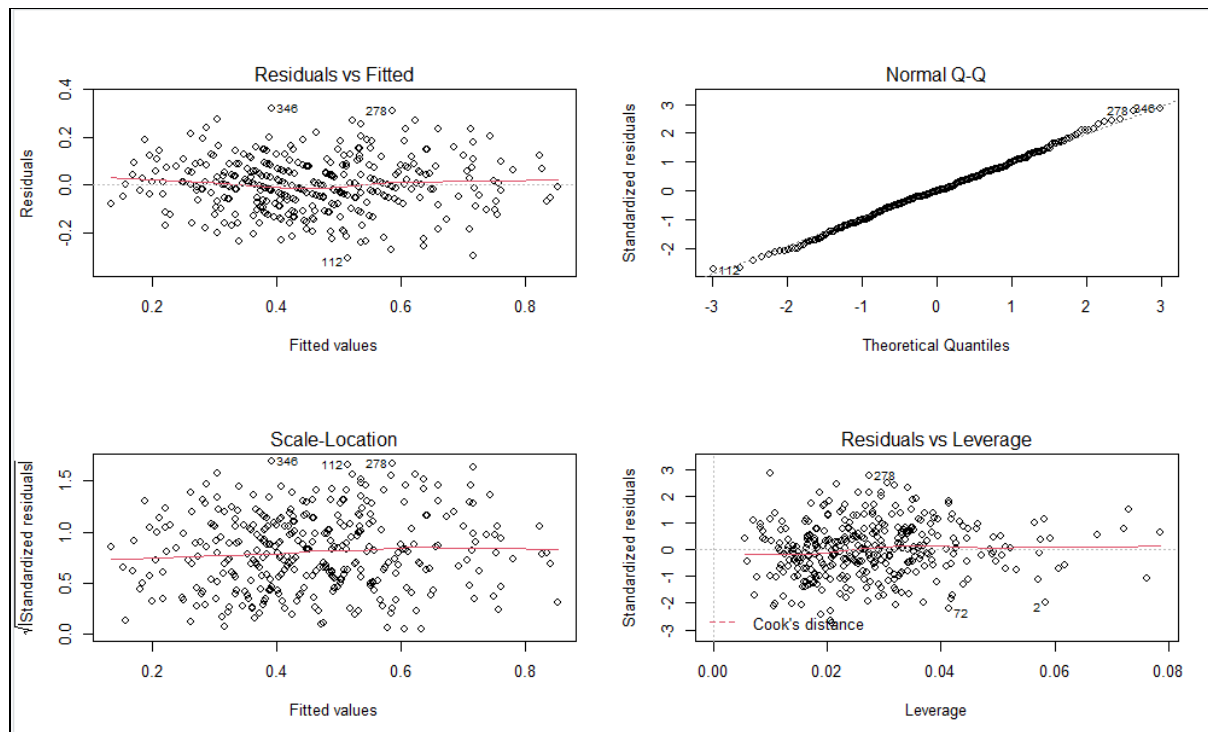 Residuals vs Fitted
Residuals
0.4
0.2
0.0
-0.2
346
278
112
0.2 0.4 0.6 0.8
Fitted values
Normal Q-Q
Standardized residuals
3
2
1
0
-1
-2
278 346
112
-3 -2 -1 0 1 2 3
Theoretical Quantiles
Scale-Location
√|Standardized residuals|
1.5
1.0
0.5
0.0
346
112
278
0.2 0.4 0.6 0.8
Fitted values
Residuals vs Leverage
Standardized residuals
3
2
1
0
-1
-2
-3
278
2
72
Cook's distance
0.00 0.02 0.04 0.06 0.08
Leverage